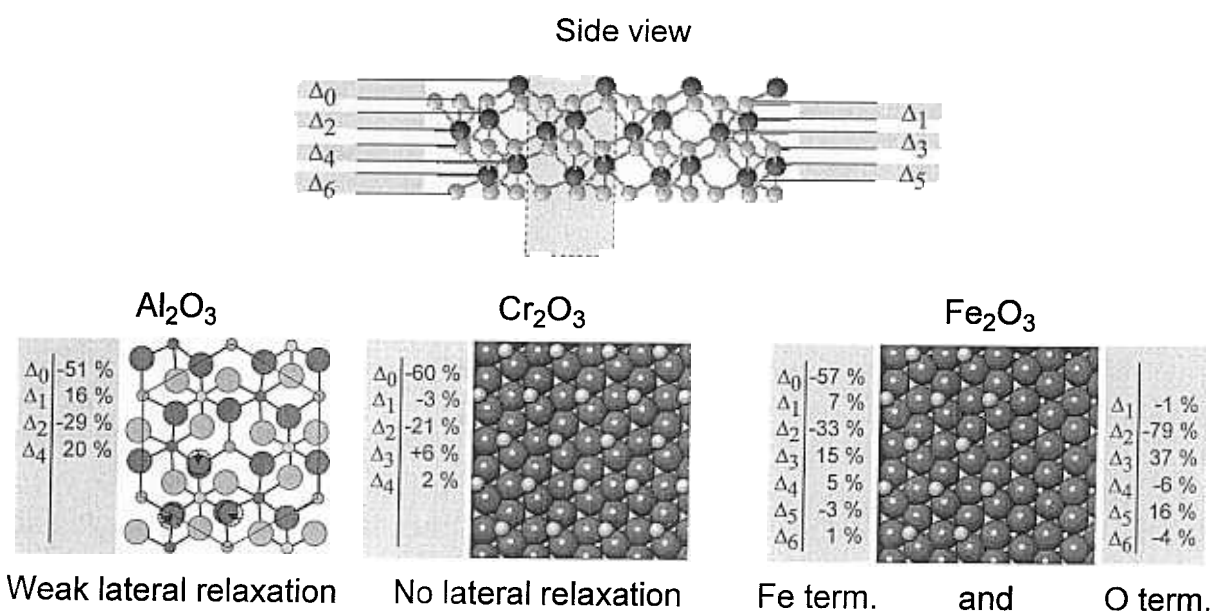 Side view
Δ0
Δ2
Δ4
Δ6
Δ1
Δ3
Δ5
Al2O3
Δ0 -51 %
Δ1 16 %
Δ2 -29 %
Δ4 20 %
Weak lateral relaxation
Cr2O3
Δ0 -60 %
Δ1 -3 %
Δ2 -21 %
Δ3 +6 %
Δ4 2 %
No lateral relaxation
Fe2O3
Δ0 -57 %
Δ1 7 %
Δ2 -33 %
Δ3 15 %
Δ4 5 %
Δ5 -3 %
Δ6 1 %
Δ1 -1 %
Δ2 -79 %
Δ3 37 %
Δ4 -6 %
Δ5 16 %
Δ6 -4 %
Fe term. and O term.